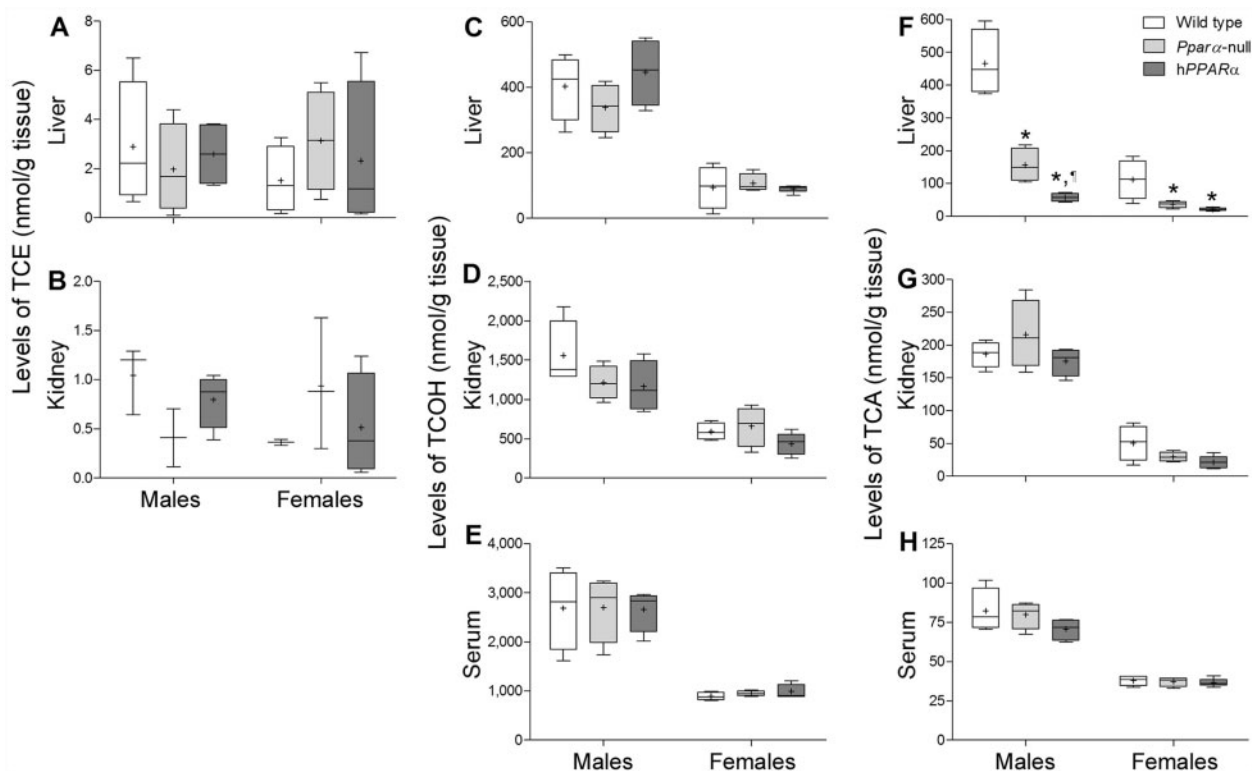 A
Levels of TCE (nmol/g tissue)
Liver
8
6
4
2
0
B
Kidney
2.0
1.5
1.0
0.5
0.0
Males Females
C
Levels of TCOH (nmol/g tissue)
Liver
600
400
200
0
D
Kidney
2,500
2,000
1,500
1,000
500
0
E
Serum
4,000
3,000
2,000
1,000
0
Males Females
F
Levels of TCA (nmol/g tissue)
Liver
600
500
400
300
200
100
0
*
*,¶
*
*
Wild type
Pparα-null
hPPARα
G
Kidney
300
250
200
150
100
50
0
H
Serum
125
100
75
50
25
0
Males Females